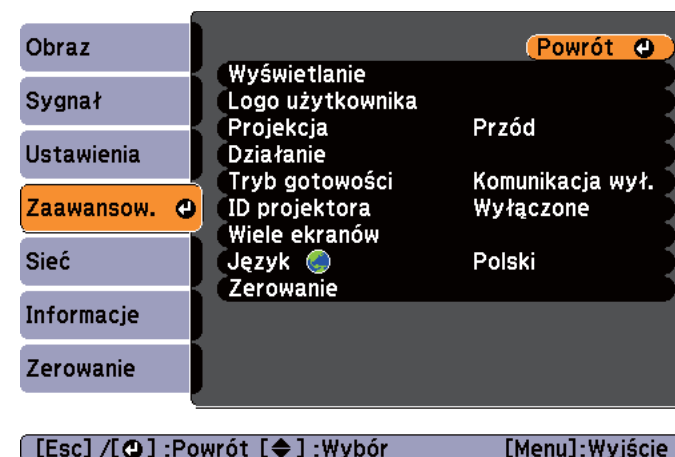 Obraz
Sygnał
Ustawienia
Zaawansow.
Sieć
Informacje
Zerowanie
Powrót
Wyświetlanie
Logo użytkownika
Projekcja Przód
Działanie
Tryb gotowości Komunikacja wył.
ID projektora Wyłączone
Wiele ekranów
Język Polski
Zerowanie
[Esc] /[ ] :Powrót [ ] :Wybór [Menu]:Wyjście